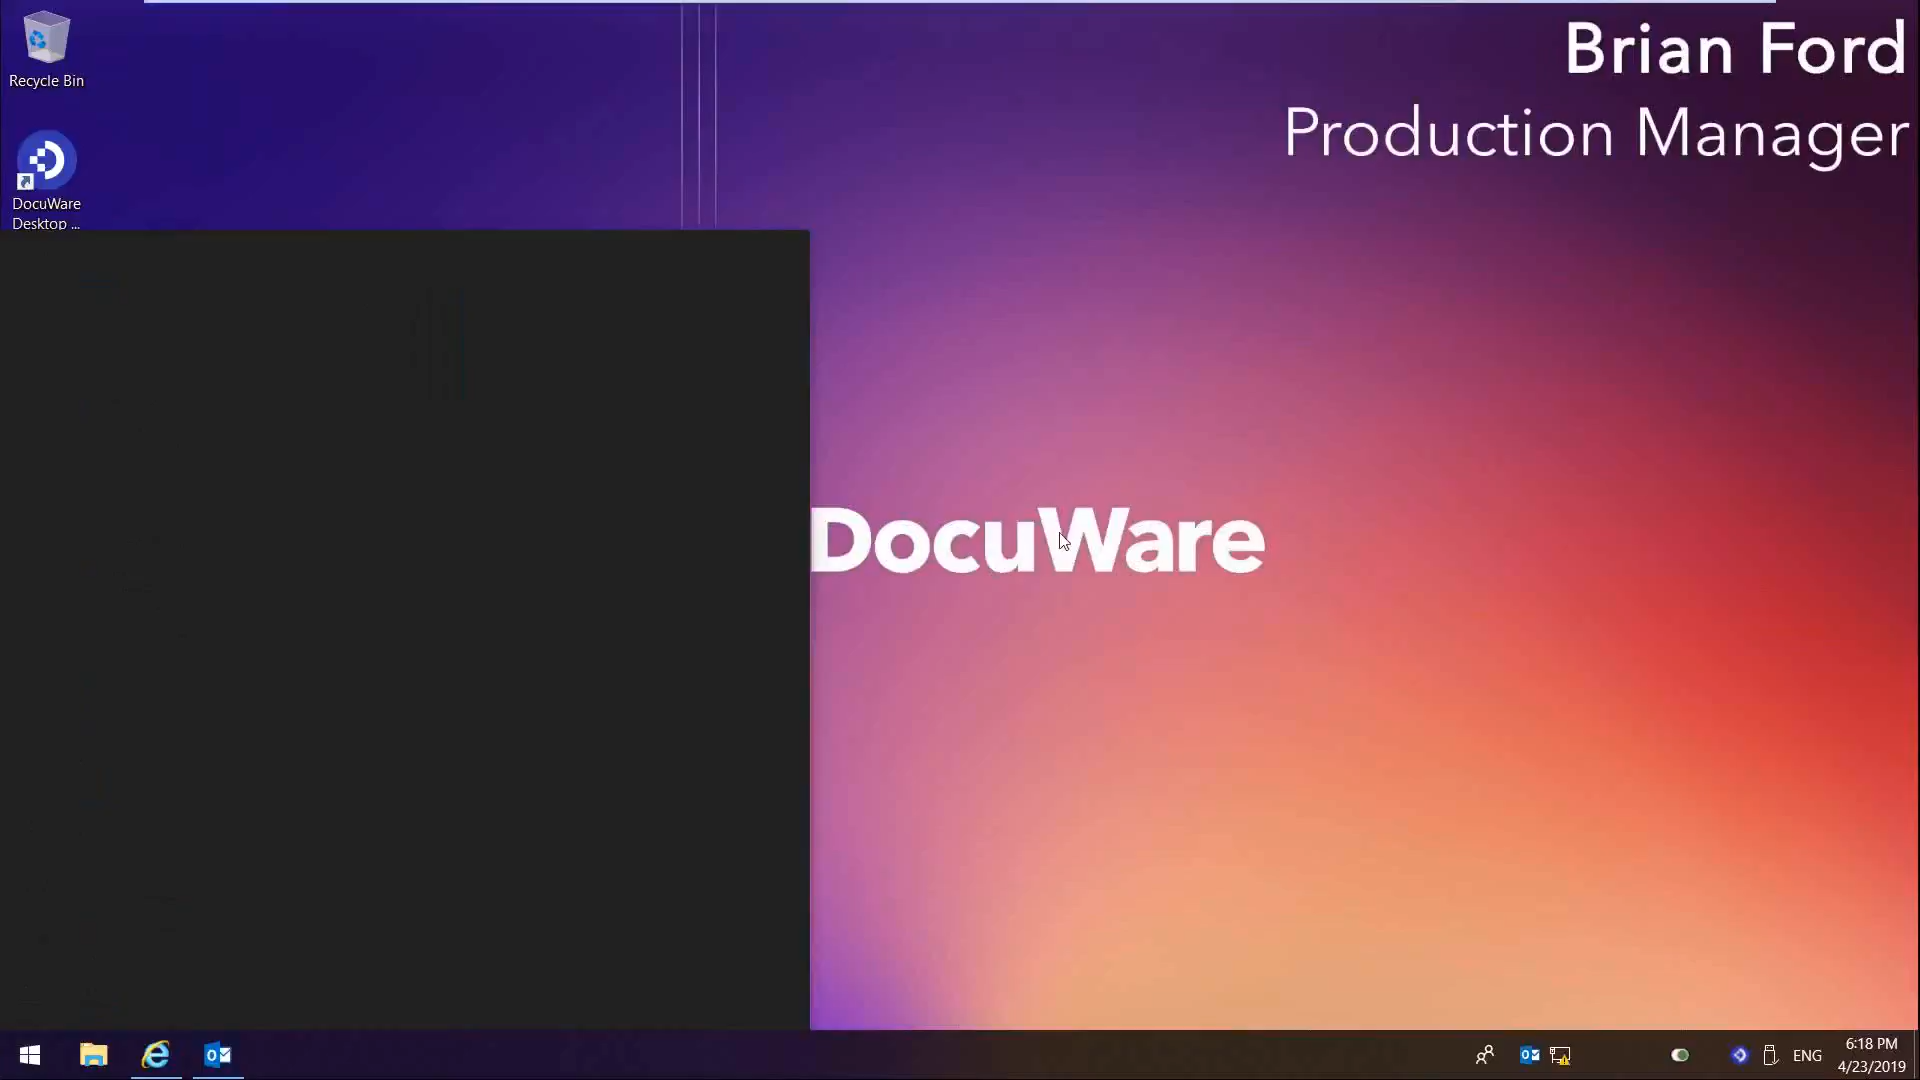 Brian Ford
Production Manager
Recycle Bin
DocuWare
Desktop ...
DocuWare
ENG
6:18 PM
4/23/2019